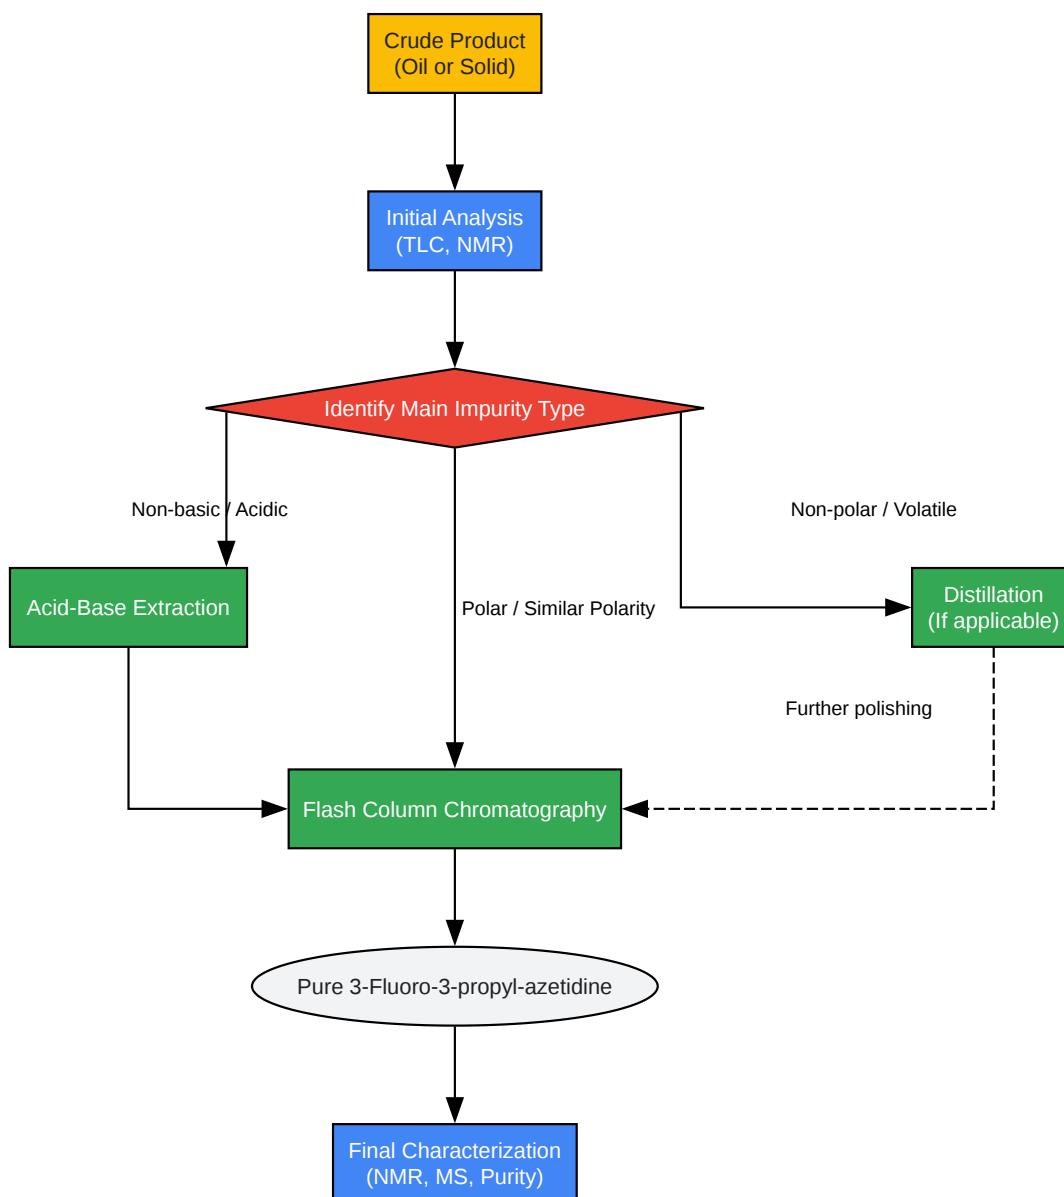 Crude Product
(Oil or Solid)
Initial Analysis
(TLC, NMR)
Identify Main Impurity Type
Non-basic / Acidic
Non-polar / Volatile
Acid-Base Extraction
Polar / Similar Polarity
Distillation
(If applicable)
Further polishing
Flash Column Chromatography
Pure 3-Fluoro-3-propyl-azetidine
Final Characterization
(NMR, MS, Purity)